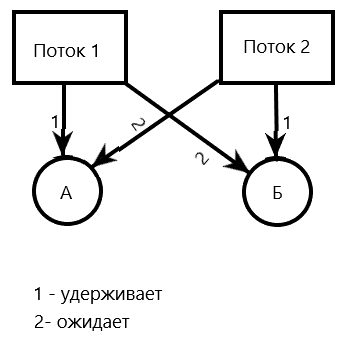 Поток 1
Поток 2
1
2
1
2
А
Б
1 - удерживает
2- ожидает